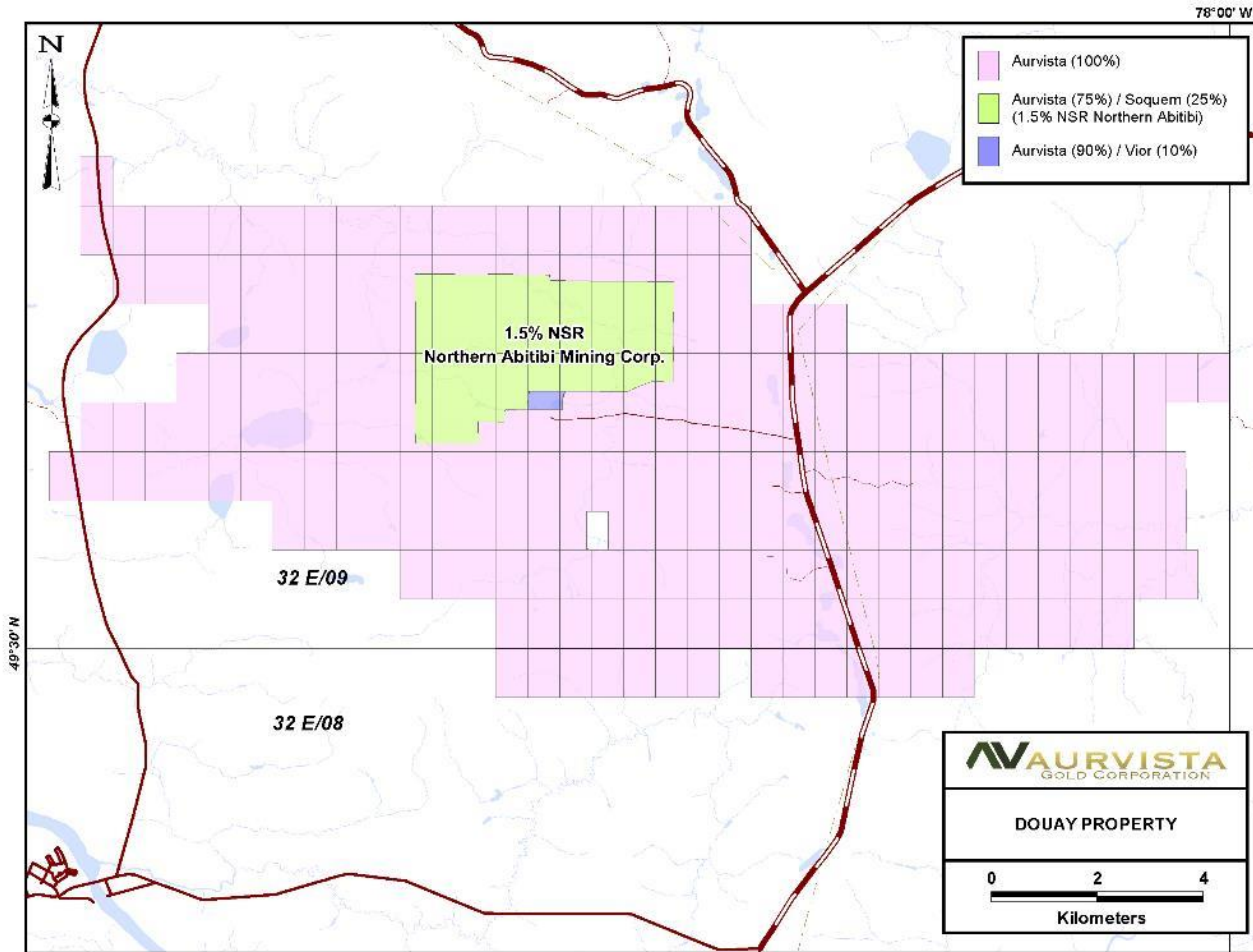 78°00' W
N
Aurvista (100%)
Aurvista (75%) / Soquem (25%)
(1.5% NSR Northern Abitibi)
Aurvista (90%) / Vior (10%)
1.5% NSR
Northern Abitibi Mining Corp.
32 E/09
49°30' N
32 E/08
AV AURVISTA
GOLD CORPORATION
DOUAY PROPERTY
0 2 4
Kilometers